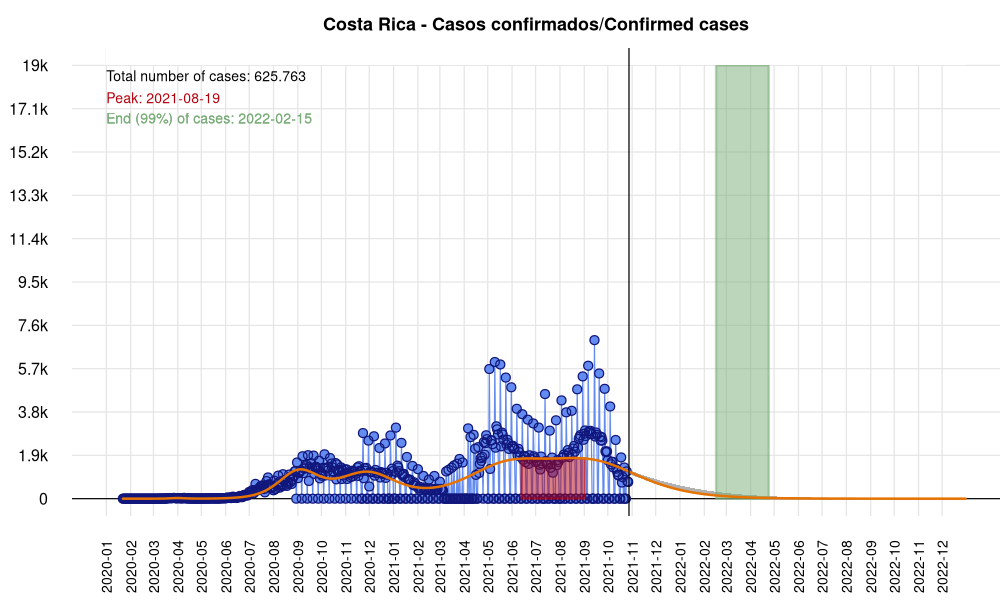 Costa Rica - Casos confirmados/Confirmed cases
Total number of cases: 625.763
Peak: 2021-08-19
End (99%) of cases: 2022-02-15
19k
17.1k
15.2k
13.3k
11.4k
9.5k
7.6k
5.7k
3.8k
1.9k
0
2020-01
2020-02
2020-03
2020-04
2020-05
2020-06
2020-07
2020-08
2020-09
2020-10
2020-11
2020-12
2021-01
2021-02
2021-03
2021-04
2021-05
2021-06
2021-07
2021-08
2021-09
2021-10
2021-11
2021-12
2022-01
2022-02
2022-03
2022-04
2022-05
2022-06
2022-07
2022-08
2022-09
2022-10
2022-11
2022-12